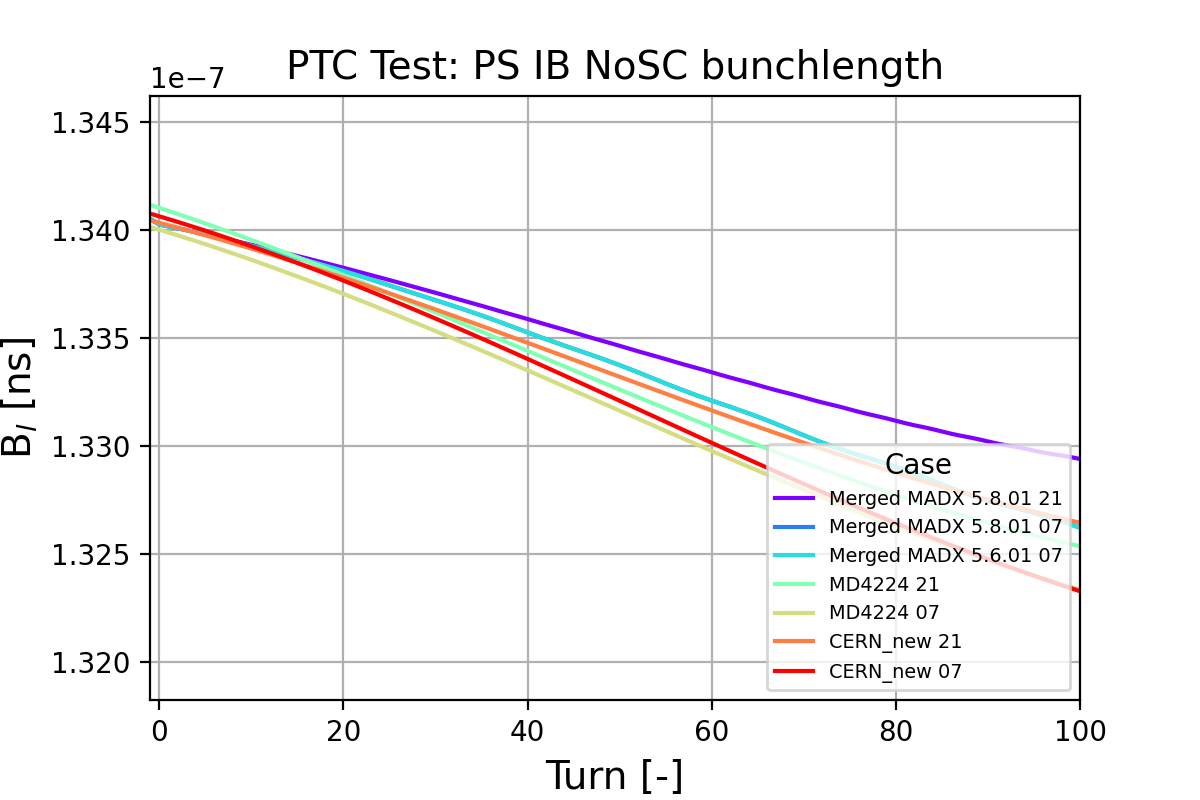 PTC Test: PS IB NoSC bunchlength
1e−7
1.345
1.340
1.335
1.330
1.325
1.320
B_l [ns]
0 20 40 60 80 100
Turn [-]
Case
Merged MADX 5.8.01 21
Merged MADX 5.8.01 07
Merged MADX 5.6.01 07
MD4224 21
MD4224 07
CERN_new 21
CERN_new 07